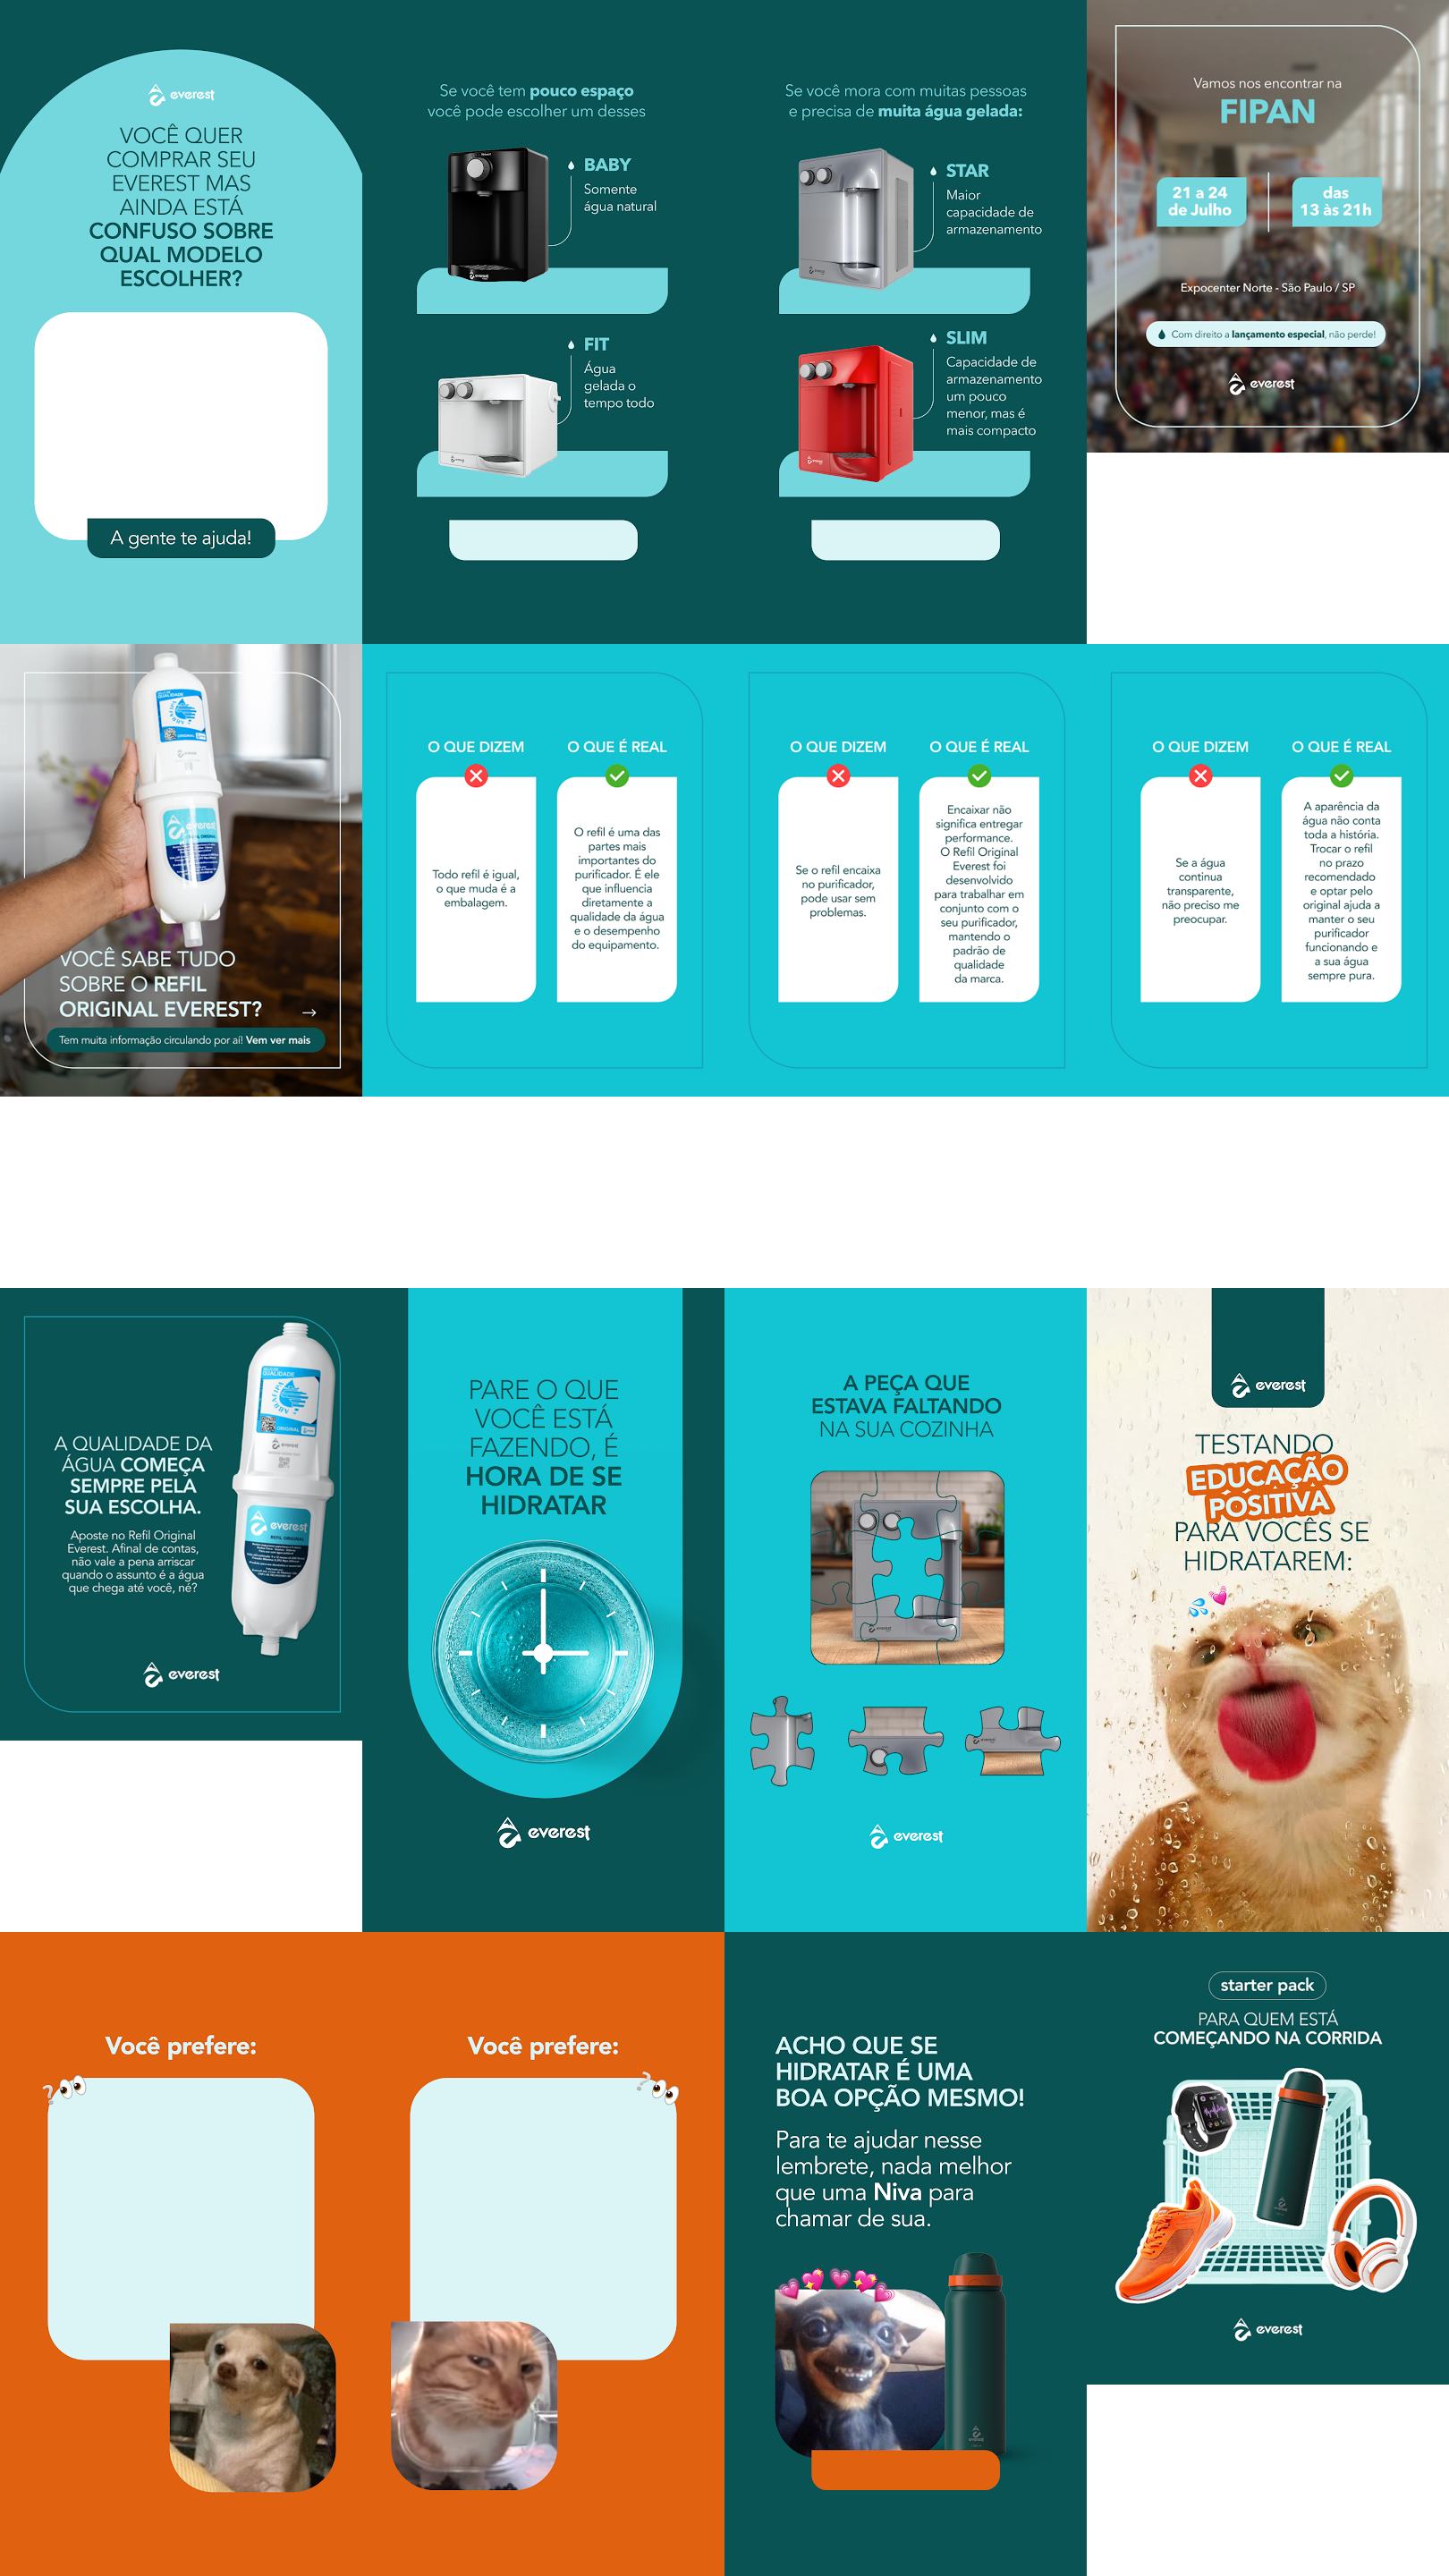 everest
VOCÊ QUER
COMPRAR SEU
EVEREST MAS
AINDA ESTÁ
CONFUSO SOBRE
QUAL MODELO
ESCOLHER?
A gente te ajuda!
Se você tem pouco espaço
você pode escolher um desses
BABY
Somente
água natural
FIT
Água
gelada o
tempo todo
Se você mora com muitas pessoas
e precisa de muita água gelada:
STAR
Maior
capacidade de
armazenamento
SLIM
Capacidade de
armazenamento
um pouco
menor, mas é
mais compacto
Vamos nos encontrar na
FIPAN
21 a 24
de Julho
das
13 às 21h
Expocenter Norte - São Paulo / SP
Com direito a lançamento especial, não perde!
everest
QUALIDADE
ORIGINAL
everest
everest
REFIL ORIGINAL
VOCÊ SABE TUDO
SOBRE O REFIL
ORIGINAL EVEREST?
→
Tem muita informação circulando por aí! Vem ver mais
O QUE DIZEM
Todo refil é igual,
o que muda é a
embalagem.
O QUE É REAL
O refil é uma das
partes mais
importantes do
purificador. É ele
que influencia
diretamente a
qualidade da água
e o desempenho
do equipamento.
O QUE DIZEM
Se o refil encaixa
no purificador,
pode usar sem
problemas.
O QUE É REAL
Encaixar não
significa entregar
performance.
O Refil Original
Everest foi
desenvolvido
para trabalhar em
conjunto com o
seu purificador,
mantendo o
padrão de
qualidade
da marca.
O QUE DIZEM
Se a água
continua
transparente,
não preciso me
preocupar.
O QUE É REAL
A aparência da
água não conta
toda a história.
Trocar o refil
no prazo
recomendado
e optar pelo
original ajuda a
manter o seu
purificador
funcionando e
a sua água
sempre pura.
A QUALIDADE DA
ÁGUA COMEÇA
SEMPRE PELA
SUA ESCOLHA.
Aposte no Refil Original
Everest. Afinal de contas,
não vale a pena arriscar
quando o assunto é a água
que chega até você, né?
QUALIDADE
ORIGINAL
everest
everest
REFIL ORIGINAL
everest
PARE O QUE
VOCÊ ESTÁ
FAZENDO, É
HORA DE SE
HIDRATAR
everest
A PEÇA QUE
ESTAVA FALTANDO
NA SUA COZINHA
everest
everest
everest
TESTANDO
EDUCAÇÃO
POSITIVA
PARA VOCÊS SE
HIDRATAREM:
Você prefere:
Você prefere:
ACHO QUE SE
HIDRATAR É UMA
BOA OPÇÃO MESMO!
Para te ajudar nesse
lembrete, nada melhor
que uma Niva para
chamar de sua.
starter pack
PARA QUEM ESTÁ
COMEÇANDO NA CORRIDA
everest